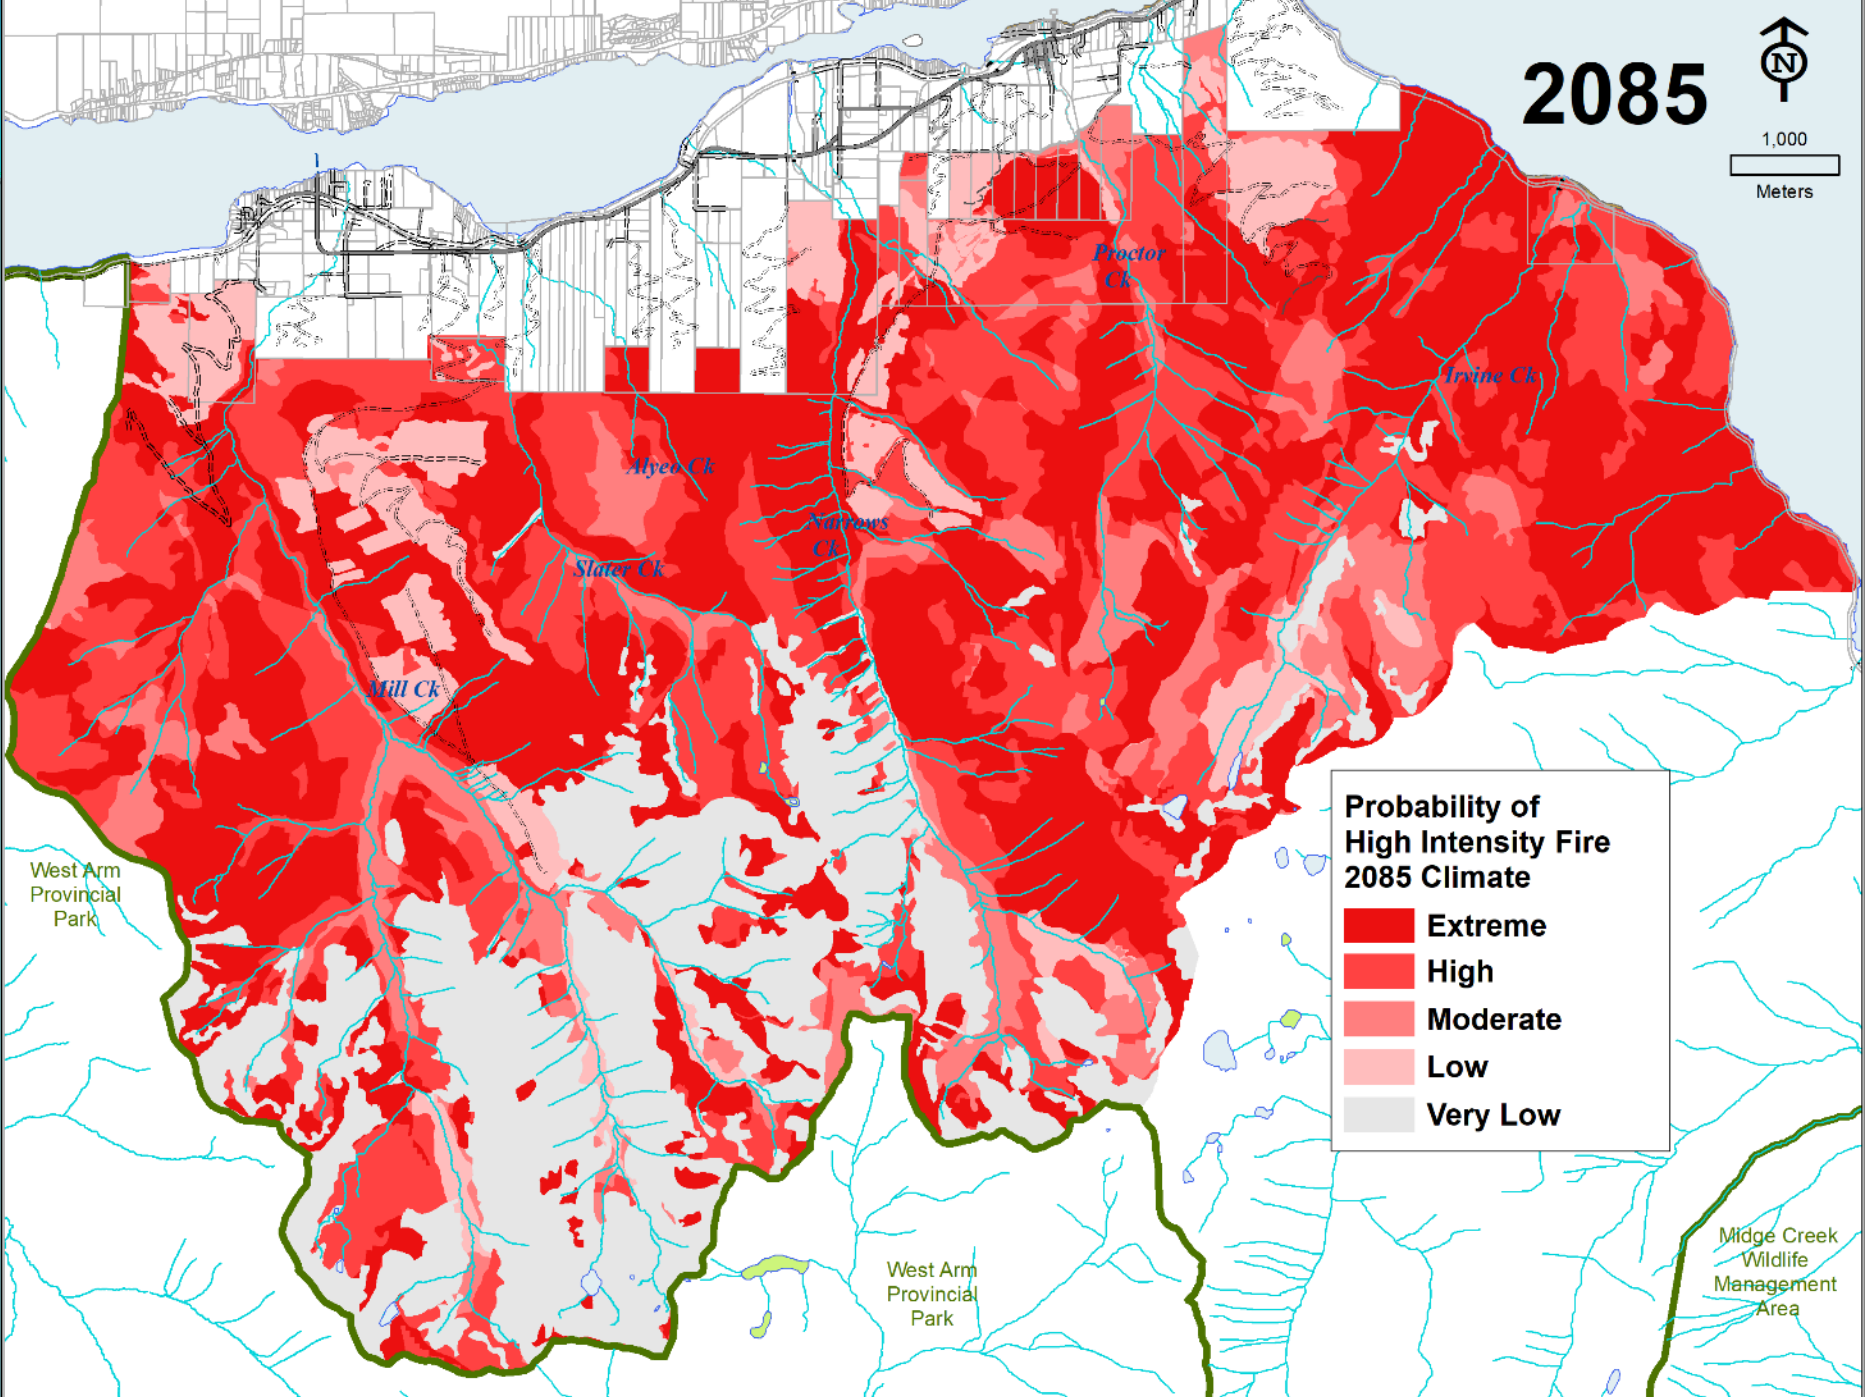 2085
N
1,000
Meters
Proctor
Ck
Irvine Ck
Alyeo Ck
Narrows
Ck
Slater Ck
Mill Ck
West Arm
Provincial
Park
Probability of
High Intensity Fire
2085 Climate
Extreme
High
Moderate
Low
Very Low
West Arm
Provincial
Park
Midge Creek
Wildlife
Management
Area